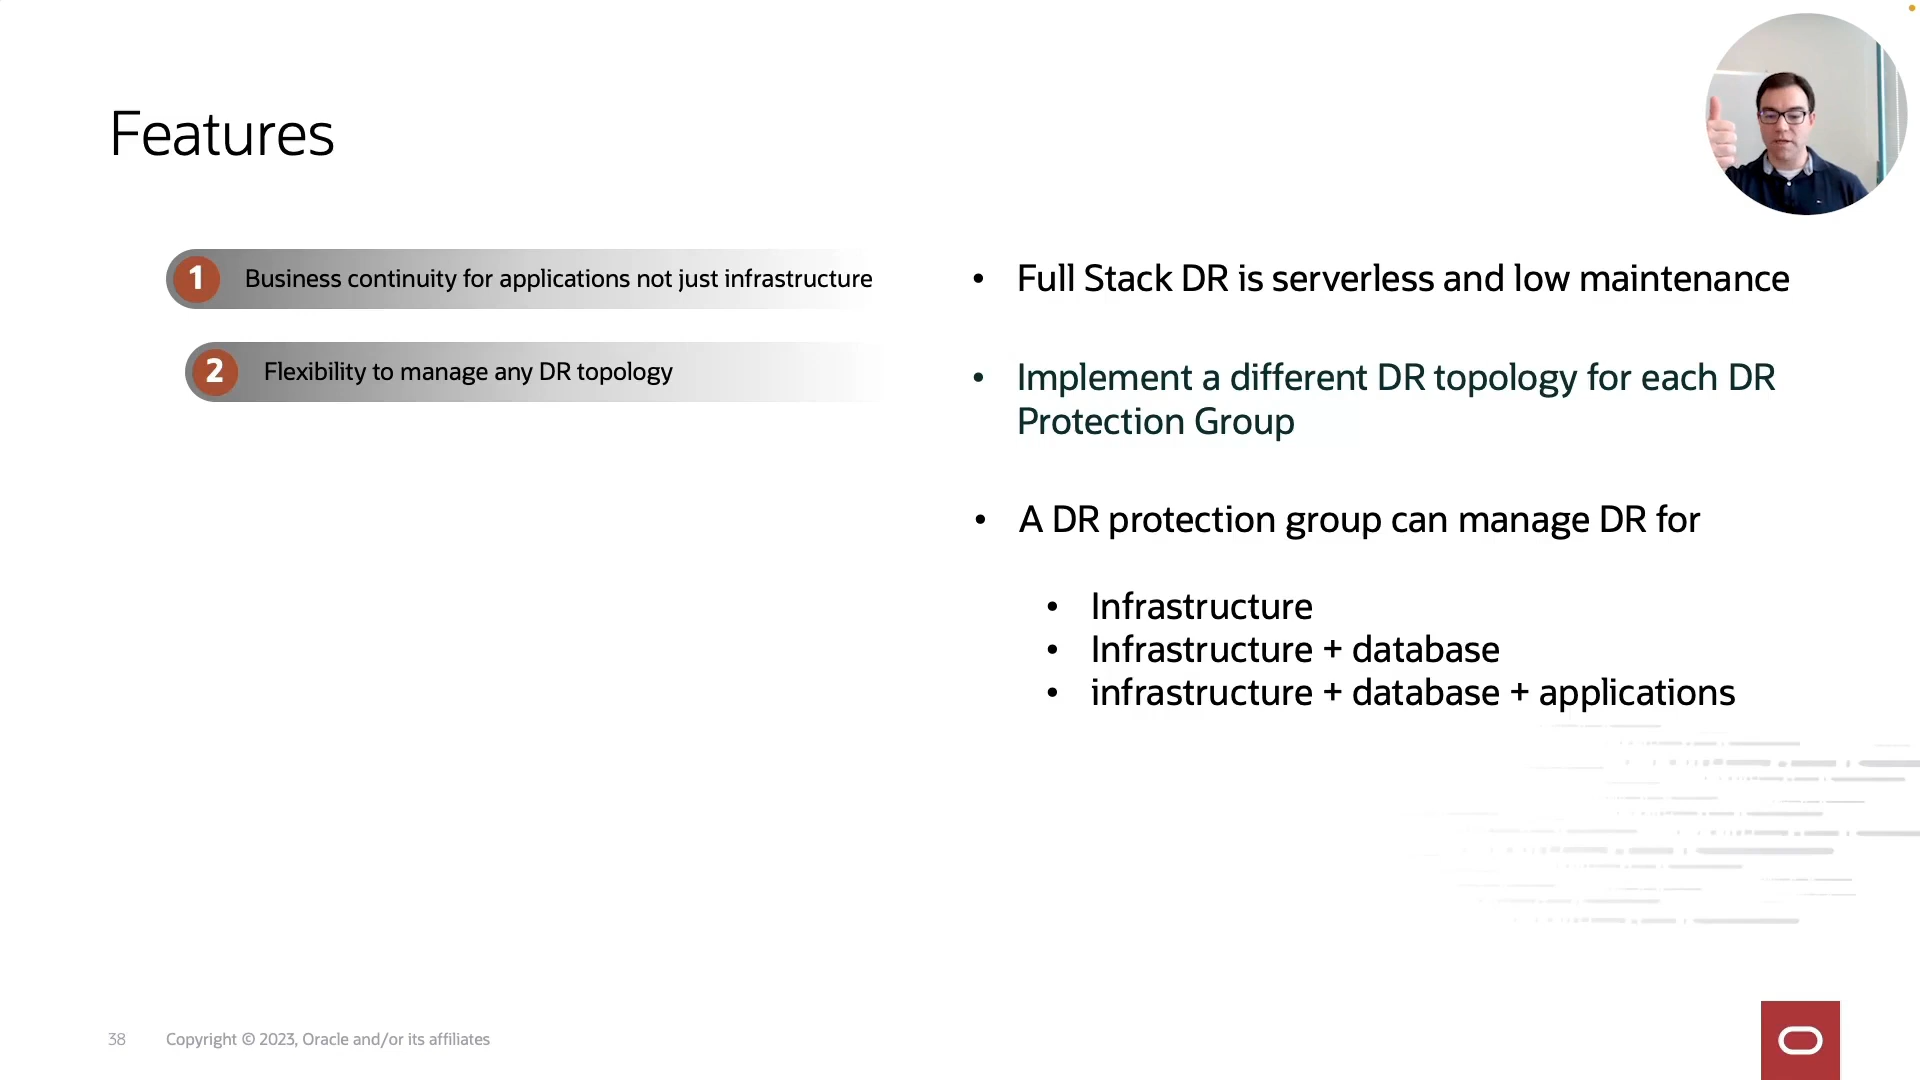 Features
1 Business continuity for applications not just infrastructure
2 Flexibility to manage any DR topology
• Full Stack DR is serverless and low maintenance
• Implement a different DR topology for each DR
Protection Group
• A DR protection group can manage DR for
• Infrastructure
• Infrastructure + database
• infrastructure + database + applications
38 Copyright © 2023, Oracle and/or its affiliates